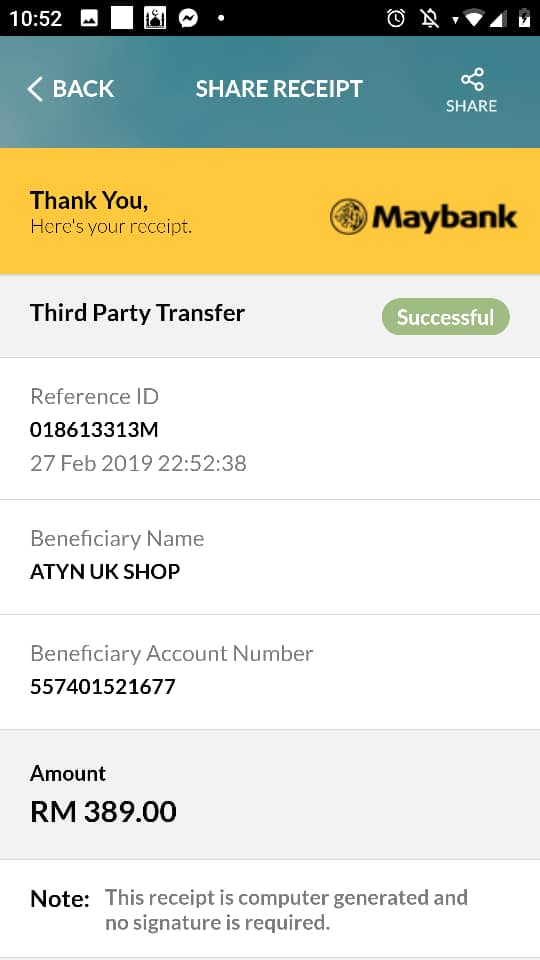 10:52
BACK
SHARE RECEIPT
SHARE
Thank You,
Here's your receipt.
Maybank
Third Party Transfer
Successful
Reference ID
018613313M
27 Feb 2019 22:52:38
Beneficiary Name
ATYN UK SHOP
Beneficiary Account Number
557401521677
Amount
RM 389.00
Note: This receipt is computer generated and
no signature is required.